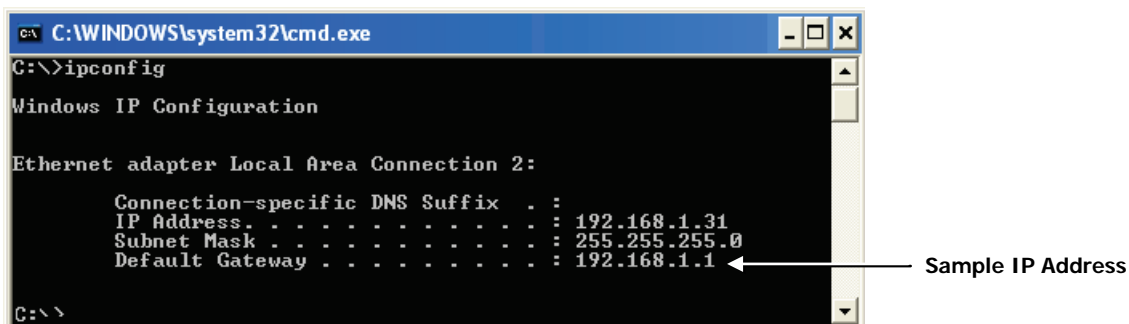 C:\WINDOWS\system32\cmd.exe
C:\>ipconfig
Windows IP Configuration
Ethernet adapter Local Area Connection 2:
Connection-specific DNS Suffix . :
IP Address. . . . . . . . . . . . : 192.168.1.31
Subnet Mask . . . . . . . . . . . : 255.255.255.0
Default Gateway . . . . . . . . . : 192.168.1.1
Sample IP Address
C:\>